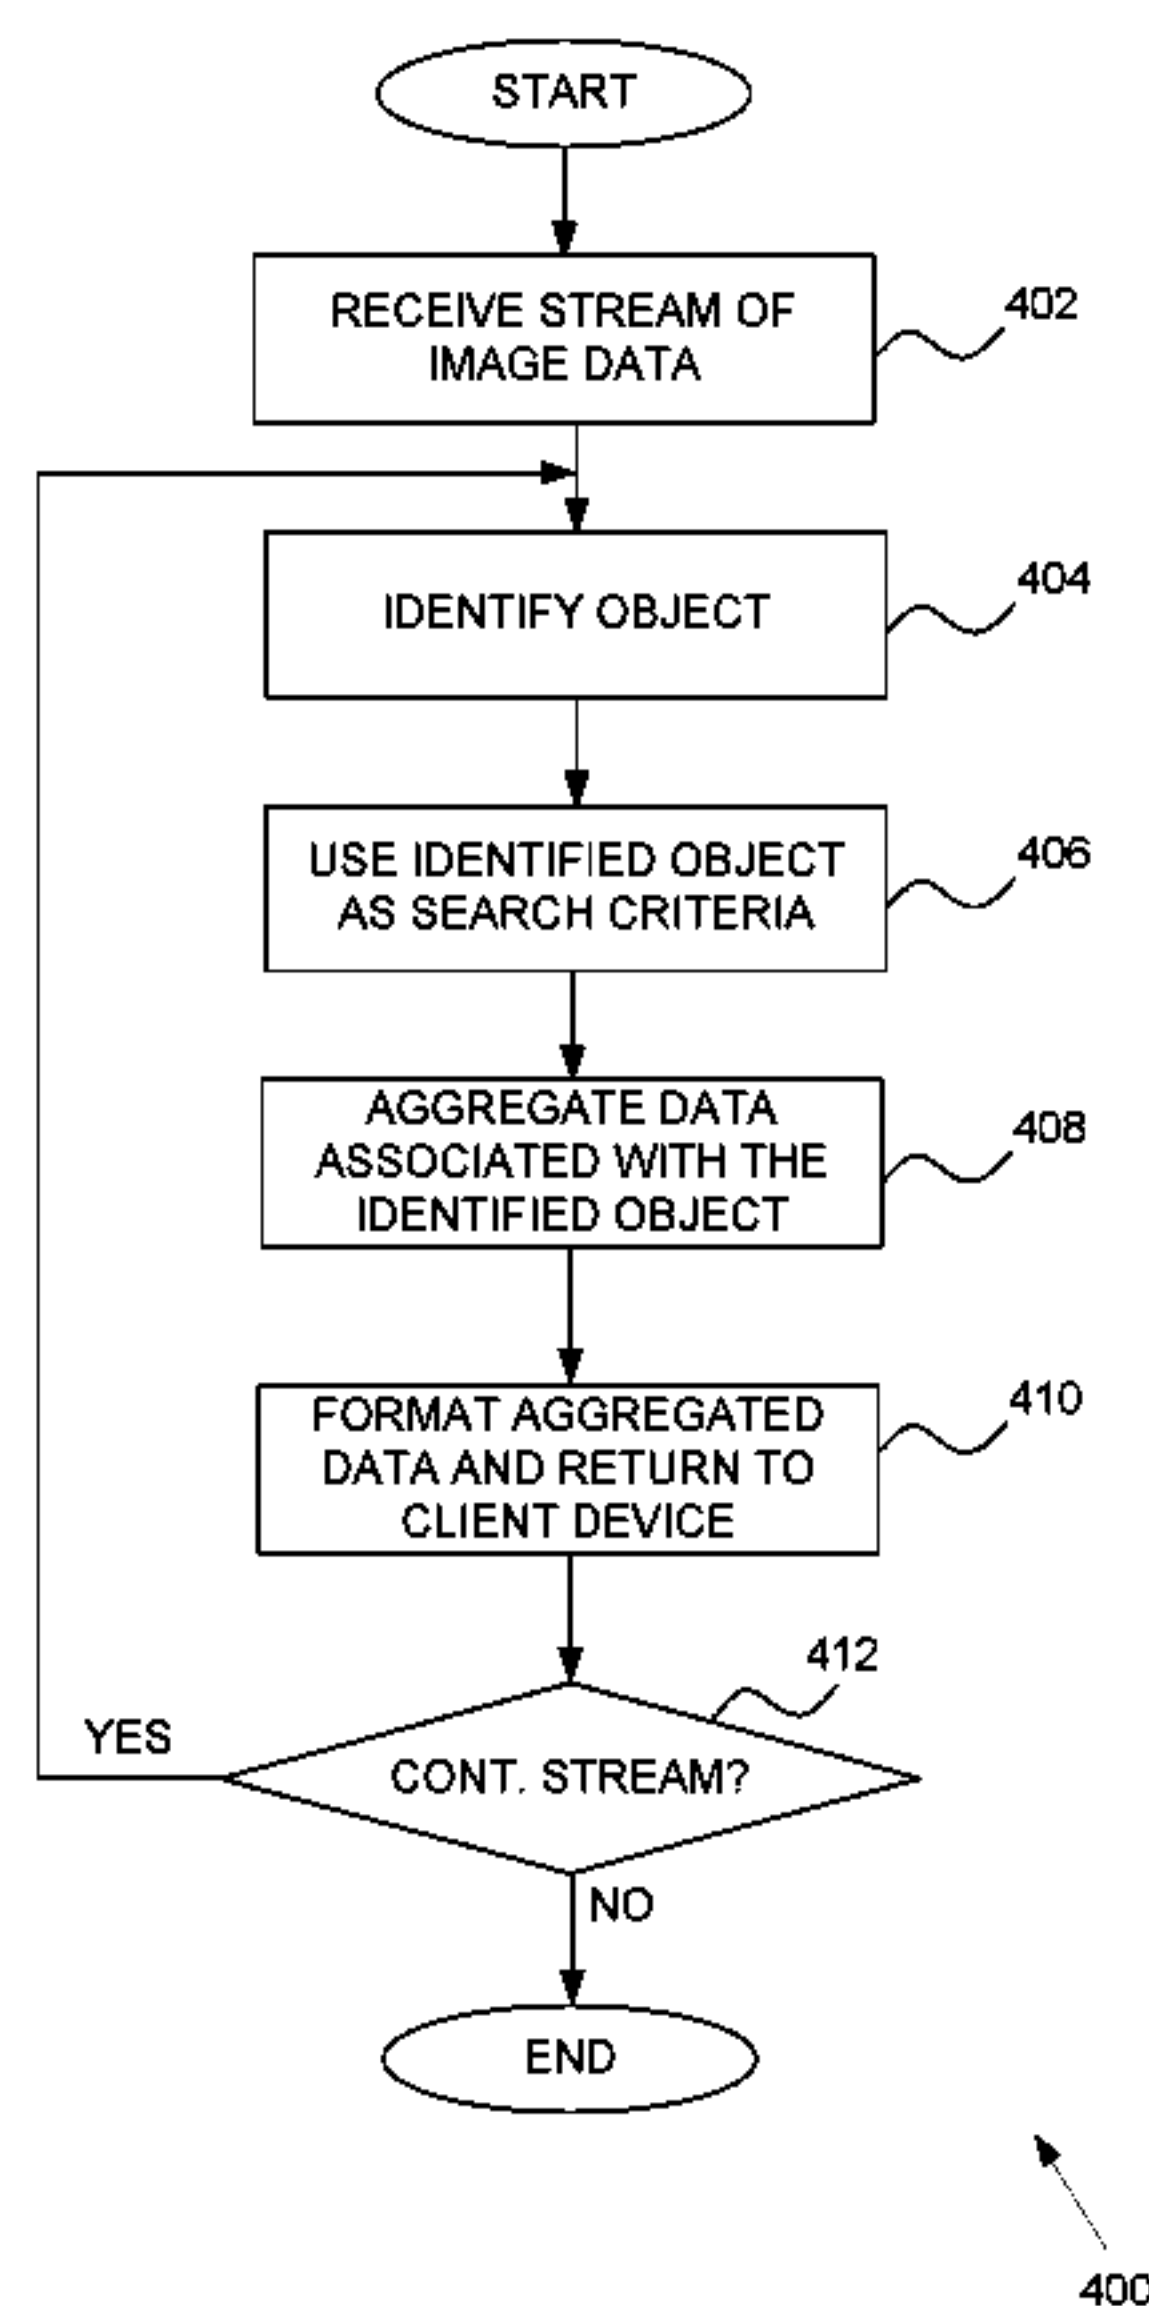 START
RECEIVE STREAM OF
IMAGE DATA
402
IDENTIFY OBJECT
404
USE IDENTIFIED OBJECT
AS SEARCH CRITERIA
406
AGGREGATE DATA
ASSOCIATED WITH THE
IDENTIFIED OBJECT
408
FORMAT AGGREGATED
DATA AND RETURN TO
CLIENT DEVICE
410
412
YES
CONT. STREAM?
NO
END
400